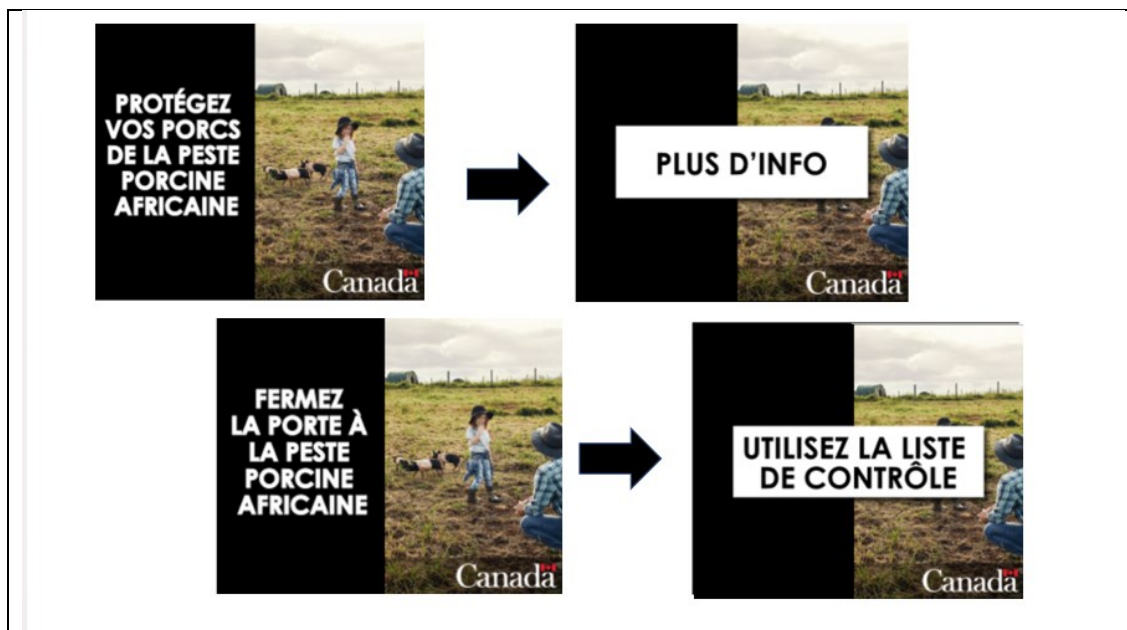 PROTÉGEZ
VOS PORCS
DE LA PESTE
PORCINE
AFRICAINE
Canada
PLUS D'INFO
Canada
FERMEZ
LA PORTE À
LA PESTE
PORCINE
AFRICAINE
Canada
UTILISEZ LA LISTE
DE CONTRÔLE
Canada